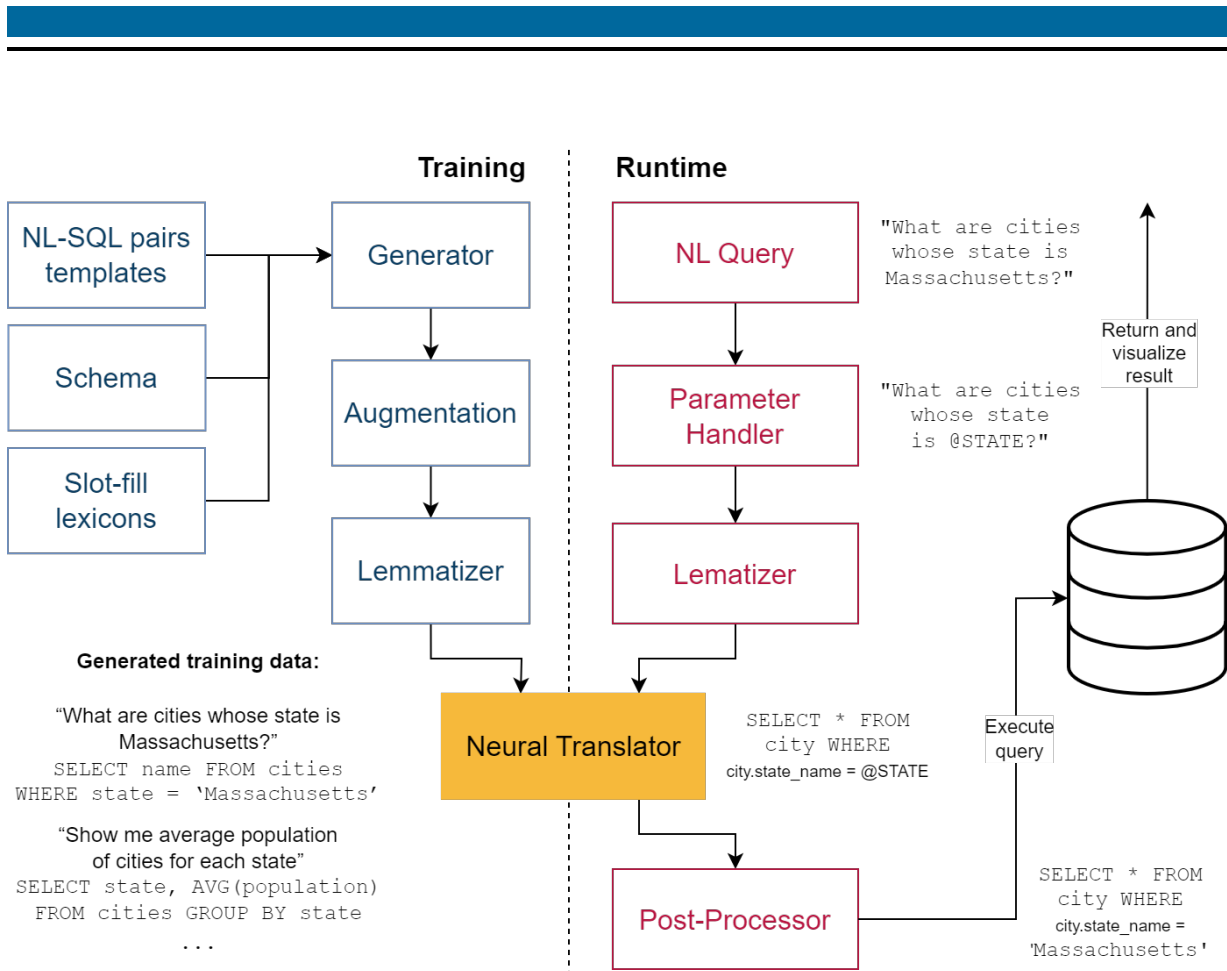 Training
Runtime
NL-SQL pairs
templates
Schema
Slot-fill
lexicons
Generator
Augmentation
Lemmatizer
Generated training data:
“What are cities whose state is
Massachusetts?”
SELECT name FROM cities
WHERE state = ‘Massachusetts’
“Show me average population
of cities for each state”
SELECT state, AVG(population)
FROM cities GROUP BY state
...
NL Query
"What are cities
whose state is
Massachusetts?"
Parameter
Handler
"What are cities
whose state
is @STATE?"
Lematizer
Neural Translator
SELECT * FROM
city WHERE
city.state_name = @STATE
Post-Processor
SELECT * FROM
city WHERE
city.state_name =
'Massachusetts'
Execute
query
Return and
visualize
result